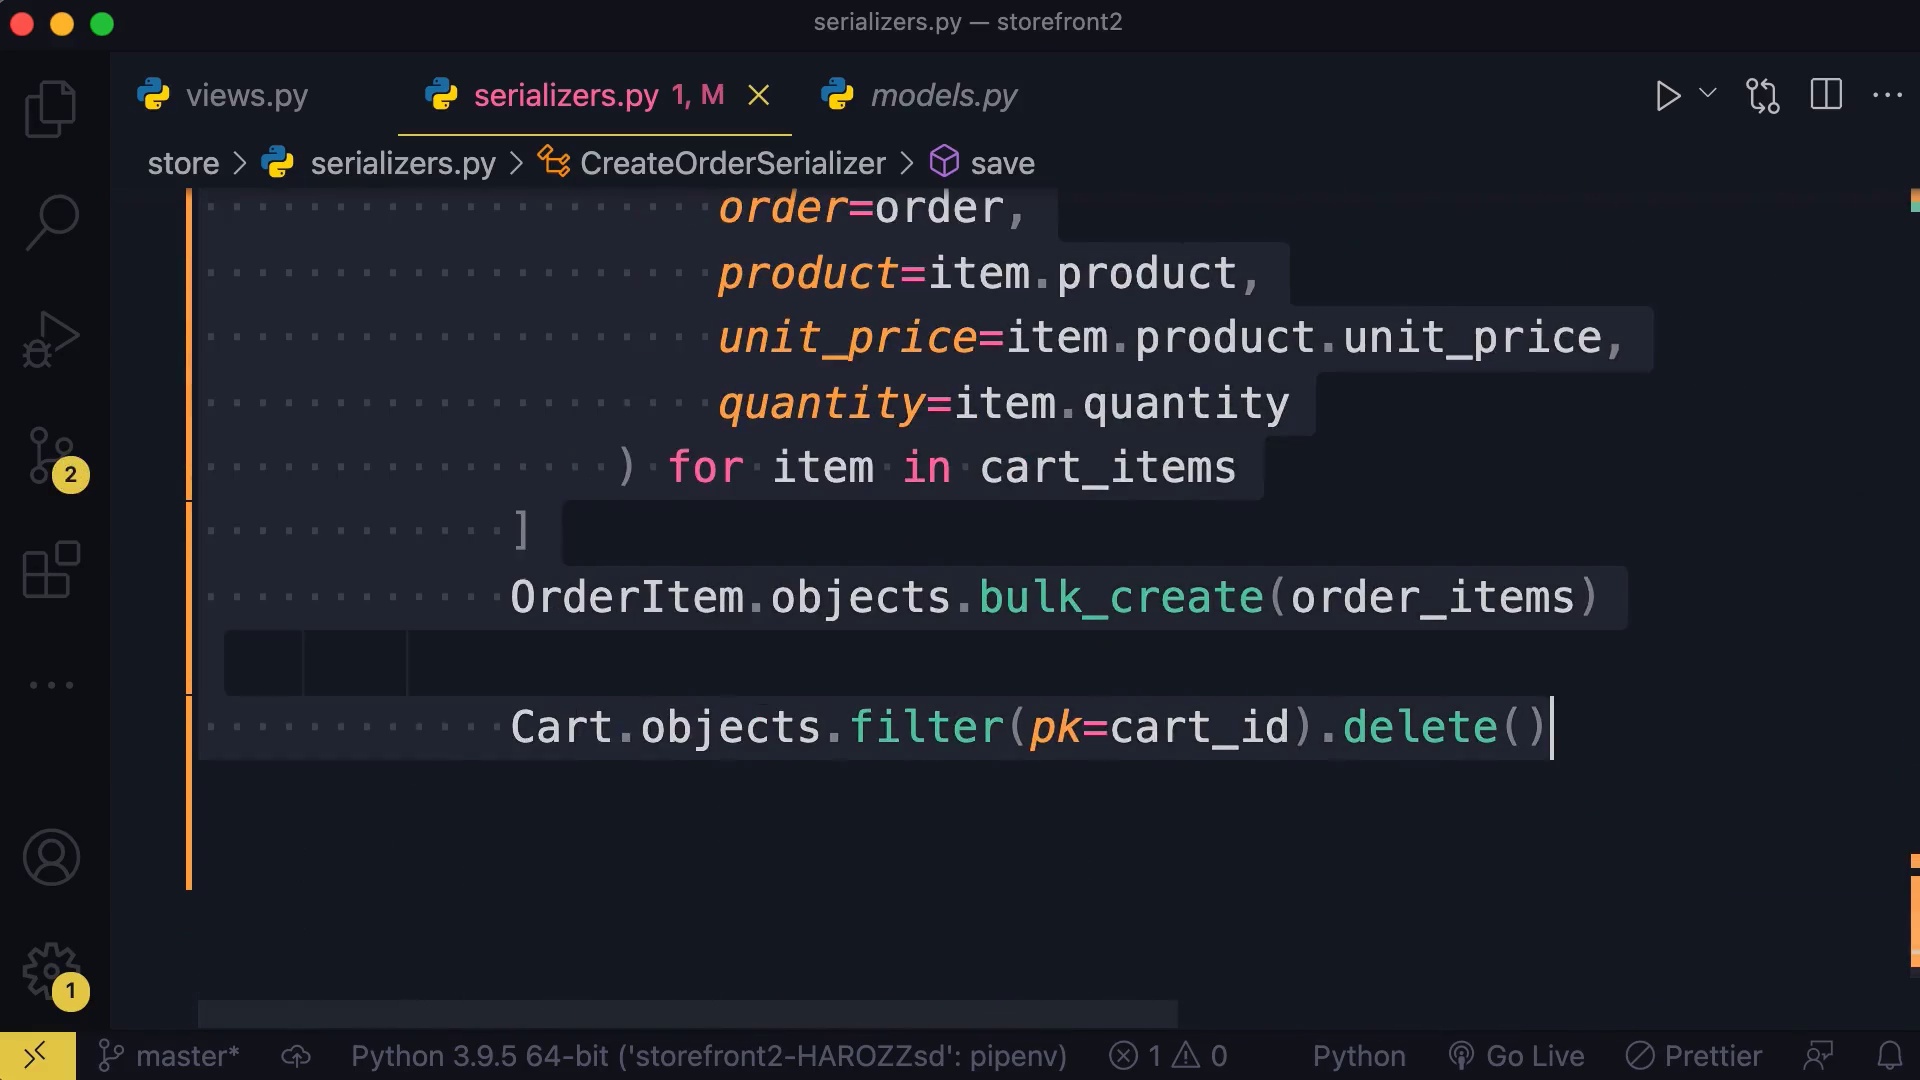 serializers.py — storefront2
views.py serializers.py 1, M models.py
store > serializers.py > CreateOrderSerializer > save
order=order,
product=item.product,
unit_price=item.product.unit_price,
quantity=item.quantity
) for item in cart_items
]
OrderItem.objects.bulk_create(order_items)
Cart.objects.filter(pk=cart_id).delete()
2
1
master* Python 3.9.5 64-bit ('storefront2-HAROZZsd': pipenv) 1 0 Python Go Live Prettier